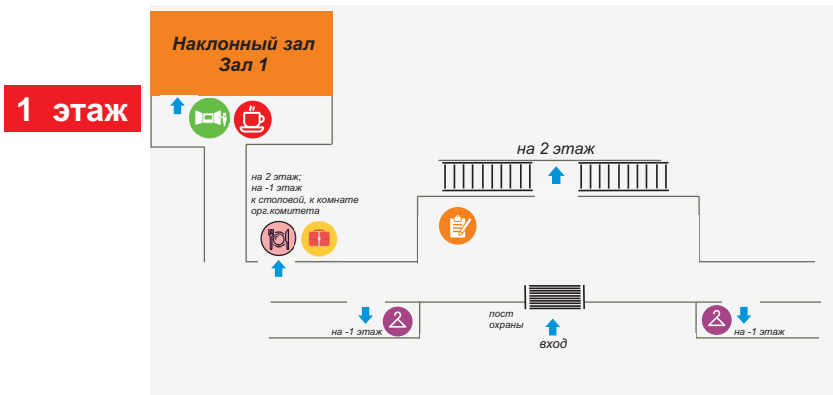 Наклонный зал
Зал 1
1 этаж
на 2 этаж
на 2 этаж;
на -1 этаж
к столовой, к комнате
орг.комитета
пост
охраны
вход
на -1 этаж
на -1 этаж